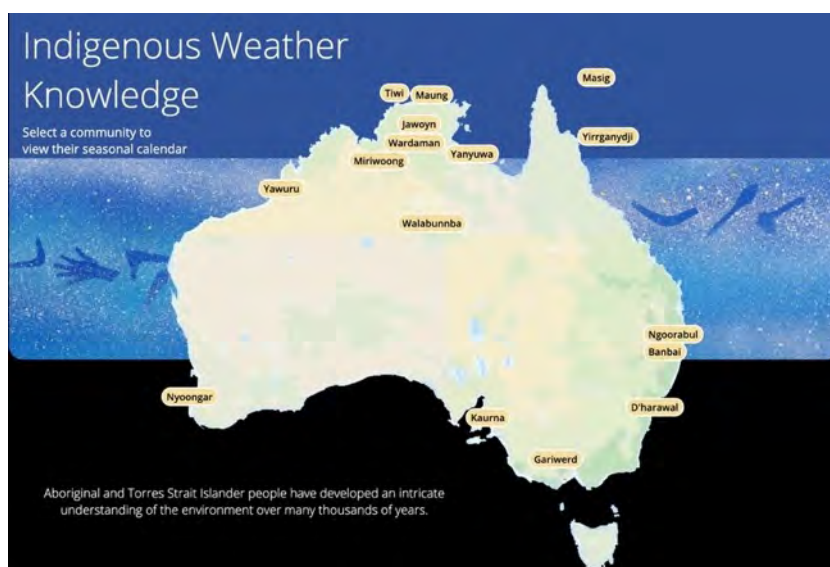 Indigenous Weather
Knowledge
Select a community to
view their seasonal calendar
Masig
Tiwi
Maung
Jawoyn
Yirrganydji
Wardaman
Yanyuwa
Miriwoong
Yawuru
Walabunnba
Ngoorabul
Banbai
Nyoongar
D'harawal
Kaurna
Gariwerd
Aboriginal and Torres Strait Islander people have developed an intricate
understanding of the environment over many thousands of years.